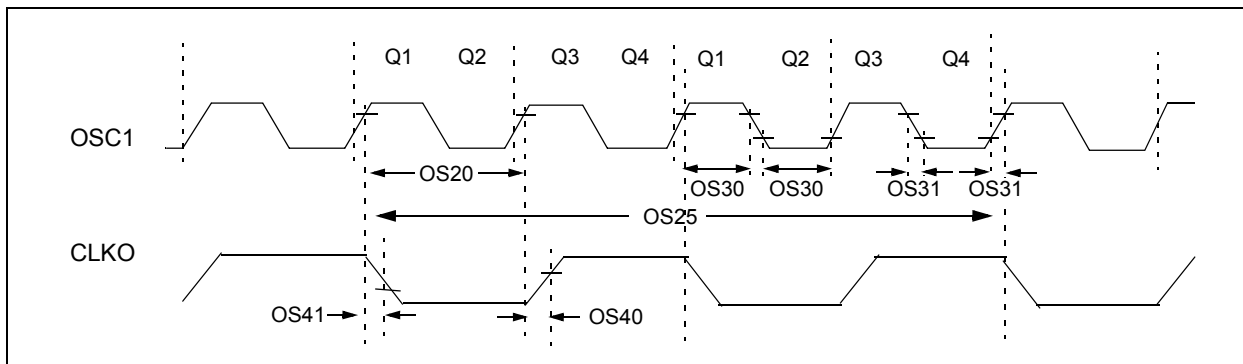 Q1 Q2 Q3 Q4 Q1 Q2 Q3 Q4
OSC1
OS20 OS30 OS30 OS31 OS31
OS25
CLKO
OS41 OS40